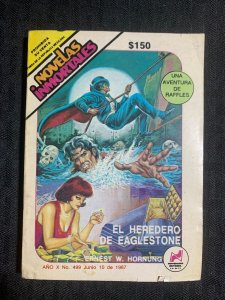 NOVELAS
INMORTALES
$150
UNA
AVENTURA
DE
RAFFLES
EL HEREDERO
DE EAGLESTONE
ERNEST W. HORNUNG
AÑO X No. 499 Junio 10 de 1987